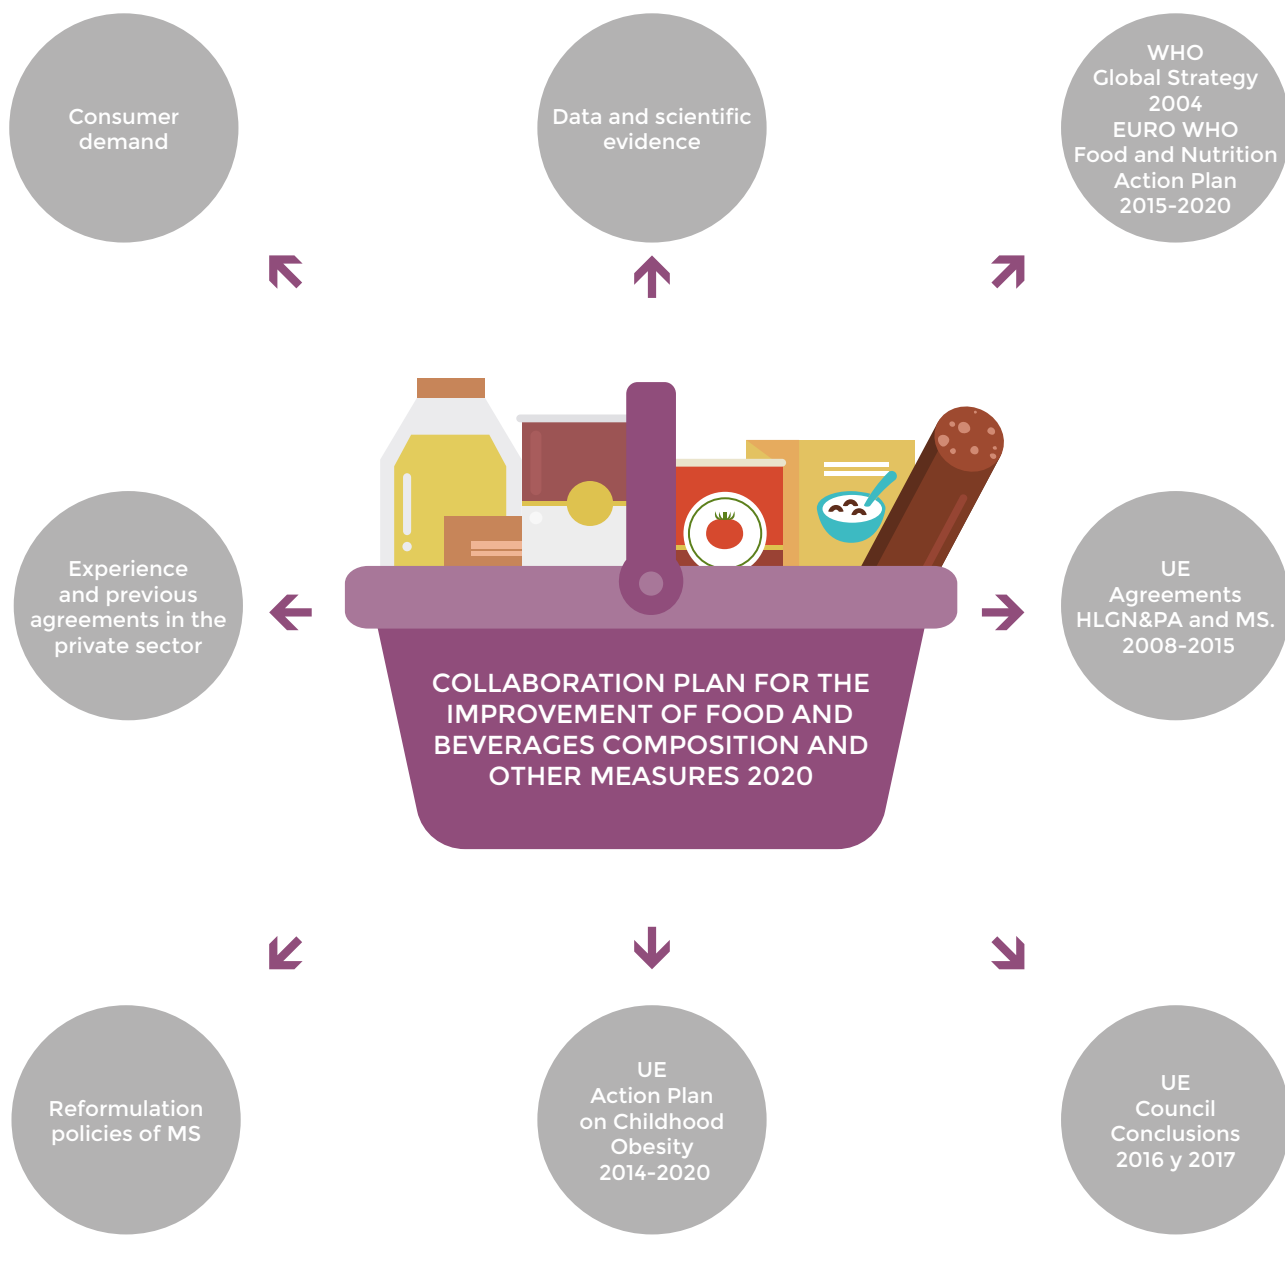 Consumer
demand
Data and scientific
evidence
WHO
Global Strategy
2004
EURO WHO
Food and Nutrition
Action Plan
2015-2020
Experience
and previous
agreements in the
private sector
COLLABORATION PLAN FOR THE
IMPROVEMENT OF FOOD AND
BEVERAGES COMPOSITION AND
OTHER MEASURES 2020
UE
Agreements
HLGN&PA and MS.
2008-2015
Reformulation
policies of MS
UE
Action Plan
on Childhood
Obesity
2014-2020
UE
Council
Conclusions
2016 y 2017